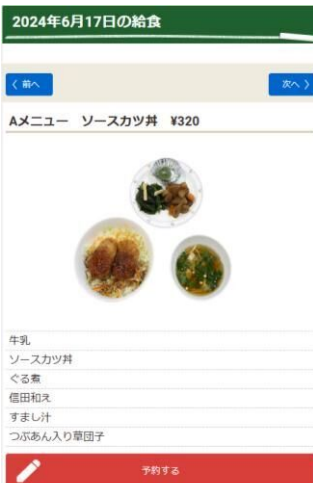 2024年6月17日の給食
〈 前へ
次へ 〉
Aメニュー　ソースカツ丼　¥320
牛乳
ソースカツ丼
ぐる煮
信田和え
すまし汁
つぶあん入り草団子
予約する